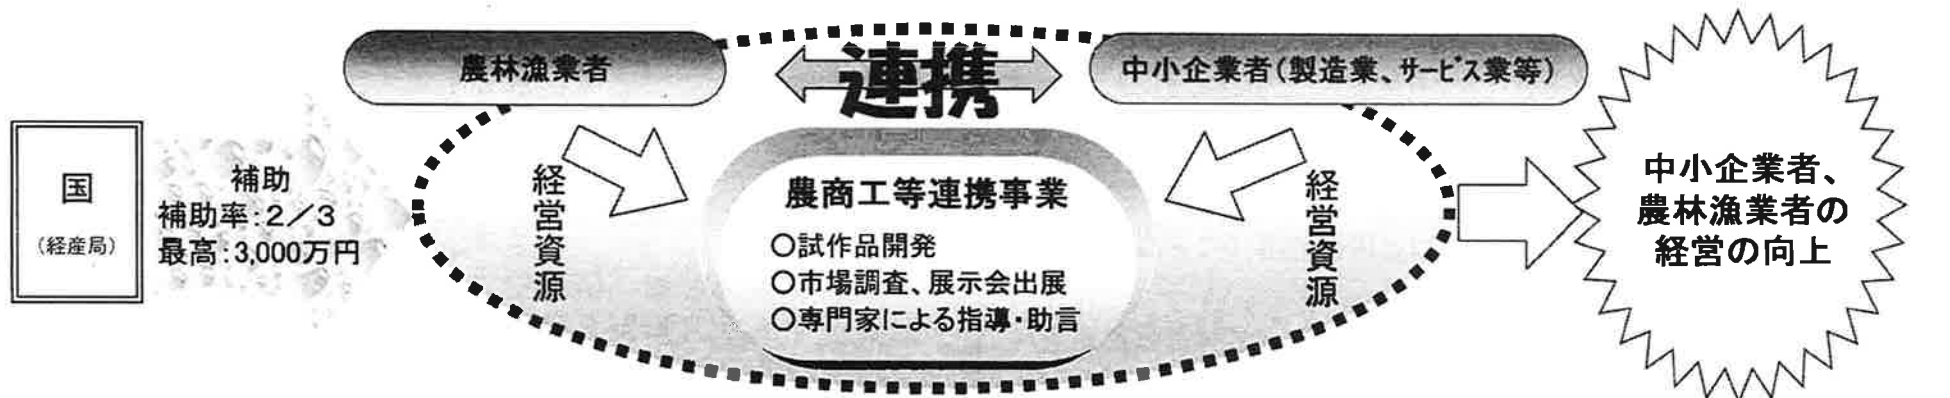 農林漁業者
連携
中小企業者(製造業、サービス業等)
国
(経産局)
補助
補助率:2/3
最高:3,000万円
経営資源
農商工等連携事業
○試作品開発
○市場調査、展示会出展
○専門家による指導・助言
経営資源
中小企業者、
農林漁業者の
経営の向上